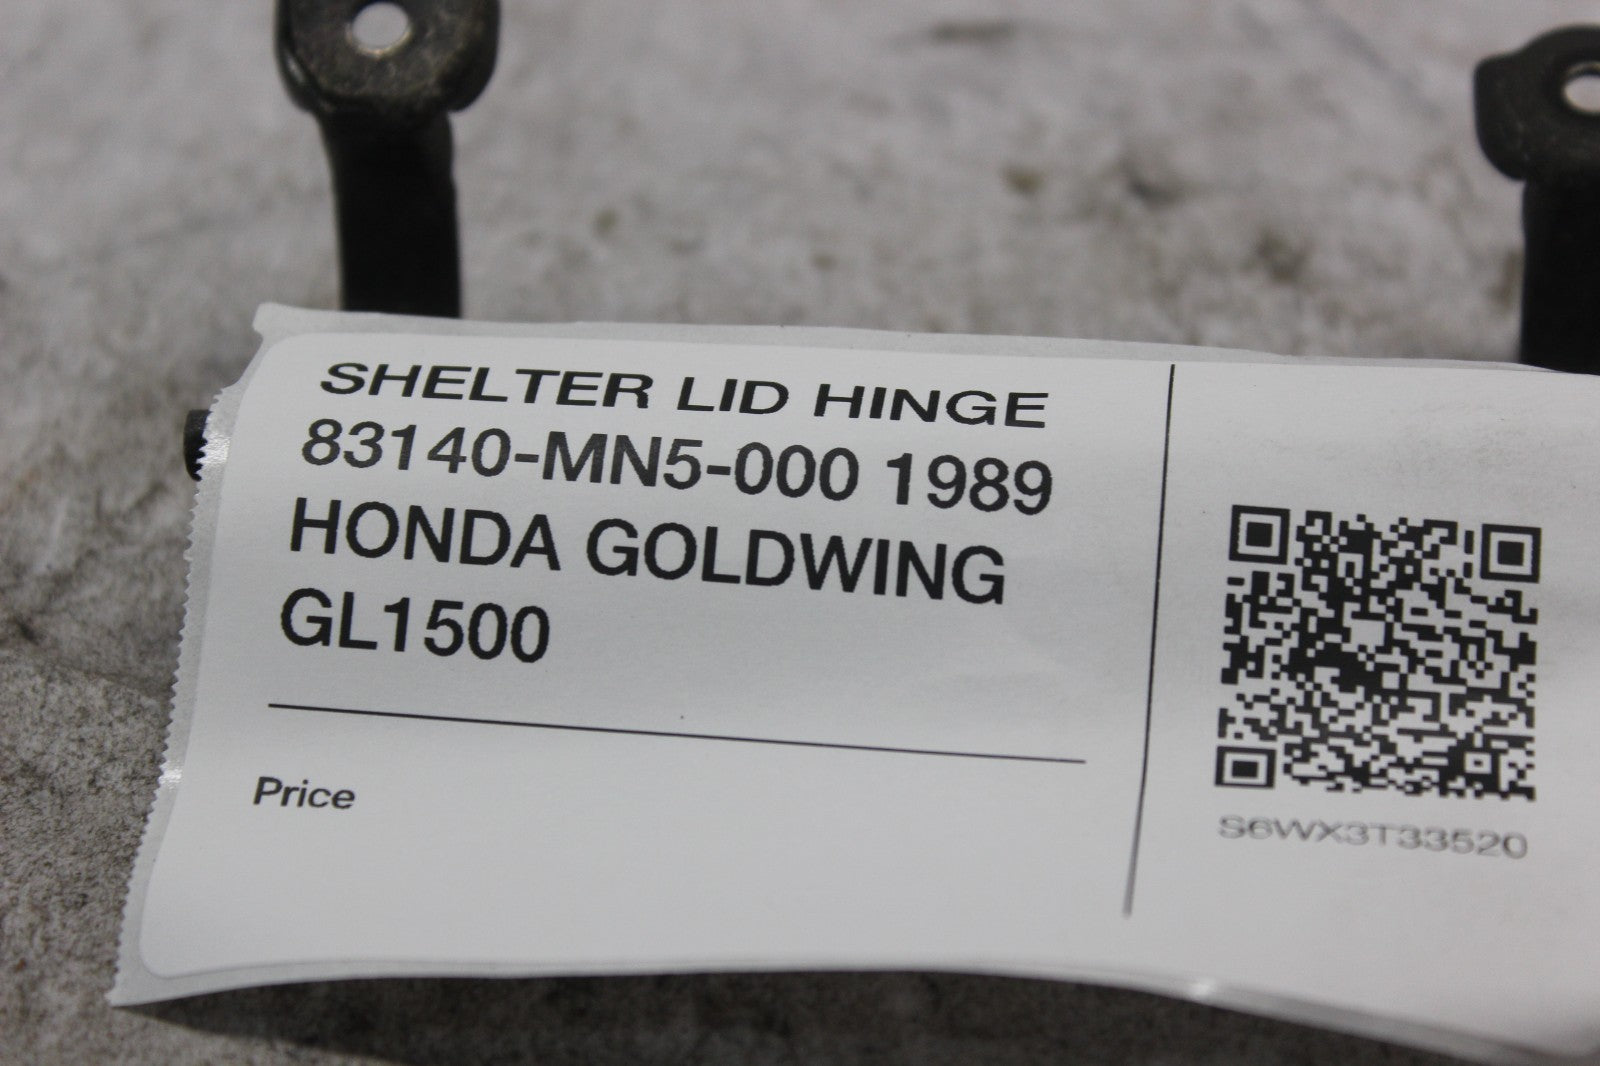 SHELTER LID HINGE
83140-MN5-000 1989
HONDA GOLDWING
GL1500
Price
S6WX3T33520